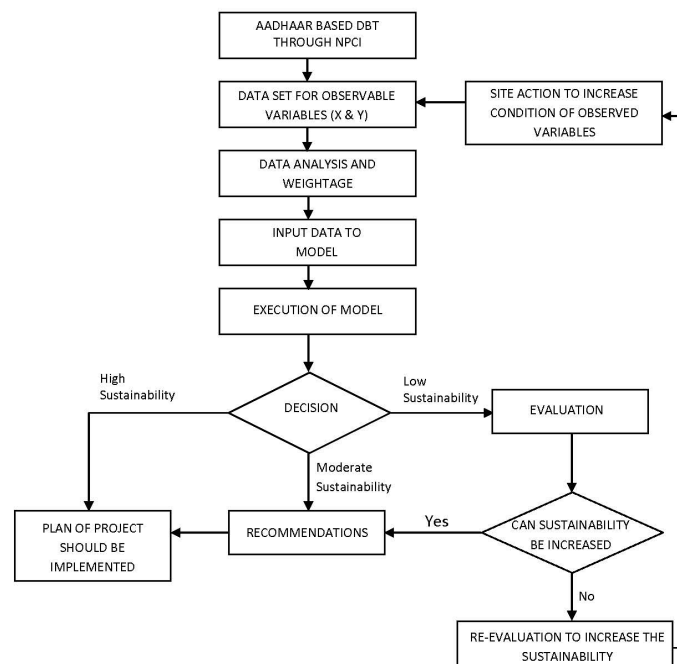 AADHAAR BASED DBT
THROUGH NPCI
DATA SET FOR OBSERVABLE
VARIABLES (X & Y)
SITE ACTION TO INCREASE
CONDITION OF OBSERVED
VARIABLES
DATA ANALYSIS AND
WEIGHTAGE
INPUT DATA TO
MODEL
EXECUTION OF MODEL
High
Sustainability
DECISION
Low
Sustainability
EVALUATION
Moderate
Sustainability
PLAN OF PROJECT
SHOULD BE
IMPLEMENTED
RECOMMENDATIONS
Yes
CAN SUSTAINABILITY
BE INCREASED
No
RE-EVALUATION TO INCREASE THE
SUSTAINABILITY